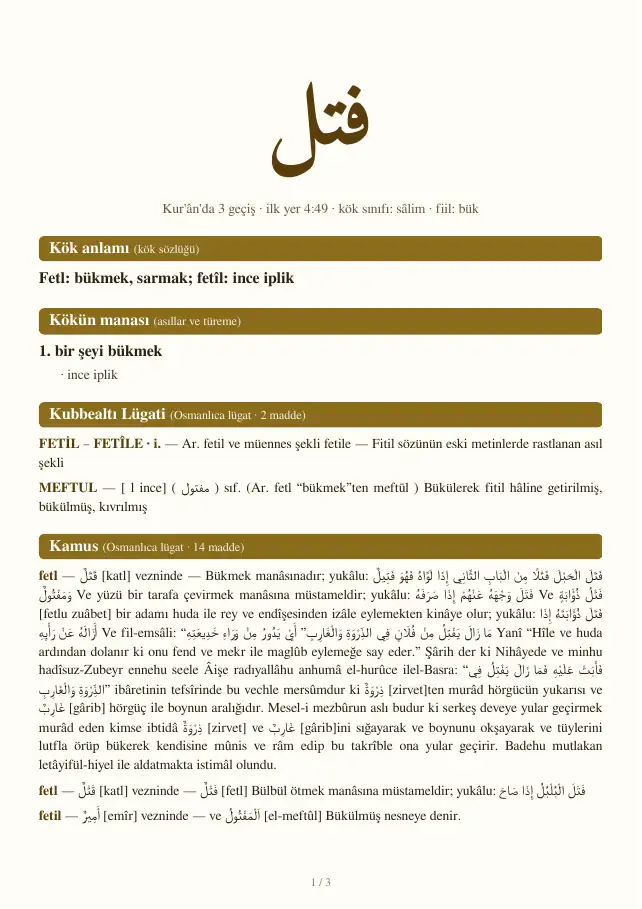 فتل
Kur'ân'da 3 geçiş · ilk yer 4:49 · kök sınıfı: sâlim · fiil: bük
Kök anlamı (kök sözlüğü)
Fetl: bükmek, sarmak; fetîl: ince iplik
Kökün manası (asıllar ve türeme)
1. bir şeyi bükmek
· ince iplik
Kubbealtı Lügati (Osmanlıca lügat · 2 madde)
FETİL – FETÎLE · i. — Ar. fetil ve müennes şekli fetile — Fitil sözünün eski metinlerde rastlanan asıl
şekli
MEFTUL — [ l ince] ( مفتول ) sıf. (Ar. fetl “bükmek”ten meftūl ) Bükülerek fitil hâline getirilmiş,
bükülmüş, kıvrılmış
Kamus (Osmanlıca lügat · 14 madde)
fetl — فَتْلٌ [katl] vezninde — Bükmek manâsınadır; yukâlu: فَتَلَ الْحَبْلَ فَتْلًا مِنَ الْبَابِ الثَّانِي إِذَا لَوَّاهُ فَهُوَ فَتِيلٌ
وَمَفْتُولٌ Ve yüzü bir tarafa çevirmek manâsına müstameldir; yukâlu: فَتَلَ وَجْهَهُ عَنْهُمْ إِذَا صَرَفَهُ Ve فَتْلُ ذُؤَابَةٍ
[fetlu zuâbet] bir adamı huda ile rey ve endîşesinden izâle eylemekten kinâye olur; yukâlu: فَتَلَ ذُؤَابَتَهُ إِذَا
أَزَالَهُ عَنْ رَأْيِهِ Ve fil-emsâli: “مَا زَالَ يَفْتِلُ مِنْ فُلَانٍ فِي الذِّرْوَةِ وَالْغَارِبِ” أَيْ يَدُورُ مِنْ وَرَاءِ خَدِيعَتِهِ Yanî “Hîle ve huda
ardından dolanır ki onu fend ve mekr ile maglûb eylemeğe say eder.” Şârih der ki Nihâyede ve minhu
hadîsuz-Zubeyr ennehu seele Âişe radıyallâhu anhumâ el-hurûce ilel-Basra: “فَأَبَتْ عَلَيْهِ فَمَا زَالَ يَفْتِلُ فِي
الذِّرْوَةِ وَالْغَارِبِ” ibâretinin tefsîrinde bu vechle mersûmdur ki ذِرْوَةٌ [zirvet]ten murâd hörgücün yukarısı ve
غَارِبٌ [gârib] hörgüç ile boynun aralığıdır. Mesel-i mezbûrun aslı budur ki serkeş deveye yular geçirmek
murâd eden kimse ibtidâ ذِرْوَةٌ [zirvet] ve غَارِبٌ [gârib]ini sığayarak ve boynunu okşayarak ve tüylerini
lutfla örüp bükerek kendisine mûnis ve râm edip bu takrîble ona yular geçirir. Badehu mutlakan
letâyifül-hiyel ile aldatmakta istimâl olundu.
fetl — قَتْلٌ [katl] vezninde — فَتْلٌ [fetl] Bülbül ötmek manâsına müstameldir; yukâlu: فَتَلَ الْبُلْبُلُ إِذَا صَاحَ
fetil — أَمِيرٌ [emîr] vezninde — ve اَلْمَفْتُولُ [el-meftûl] Bükülmüş nesneye denir.
1 / 3